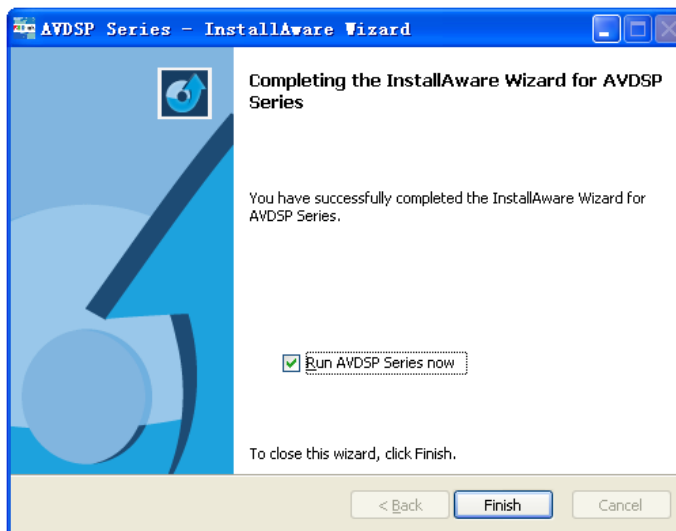 AVDSP Series - InstallAware Wizard
Completing the InstallAware Wizard for AVDSP
Series
You have successfully completed the InstallAware Wizard for
AVDSP Series.
Run AVDSP Series now
To close this wizard, click Finish.
< Back Finish Cancel